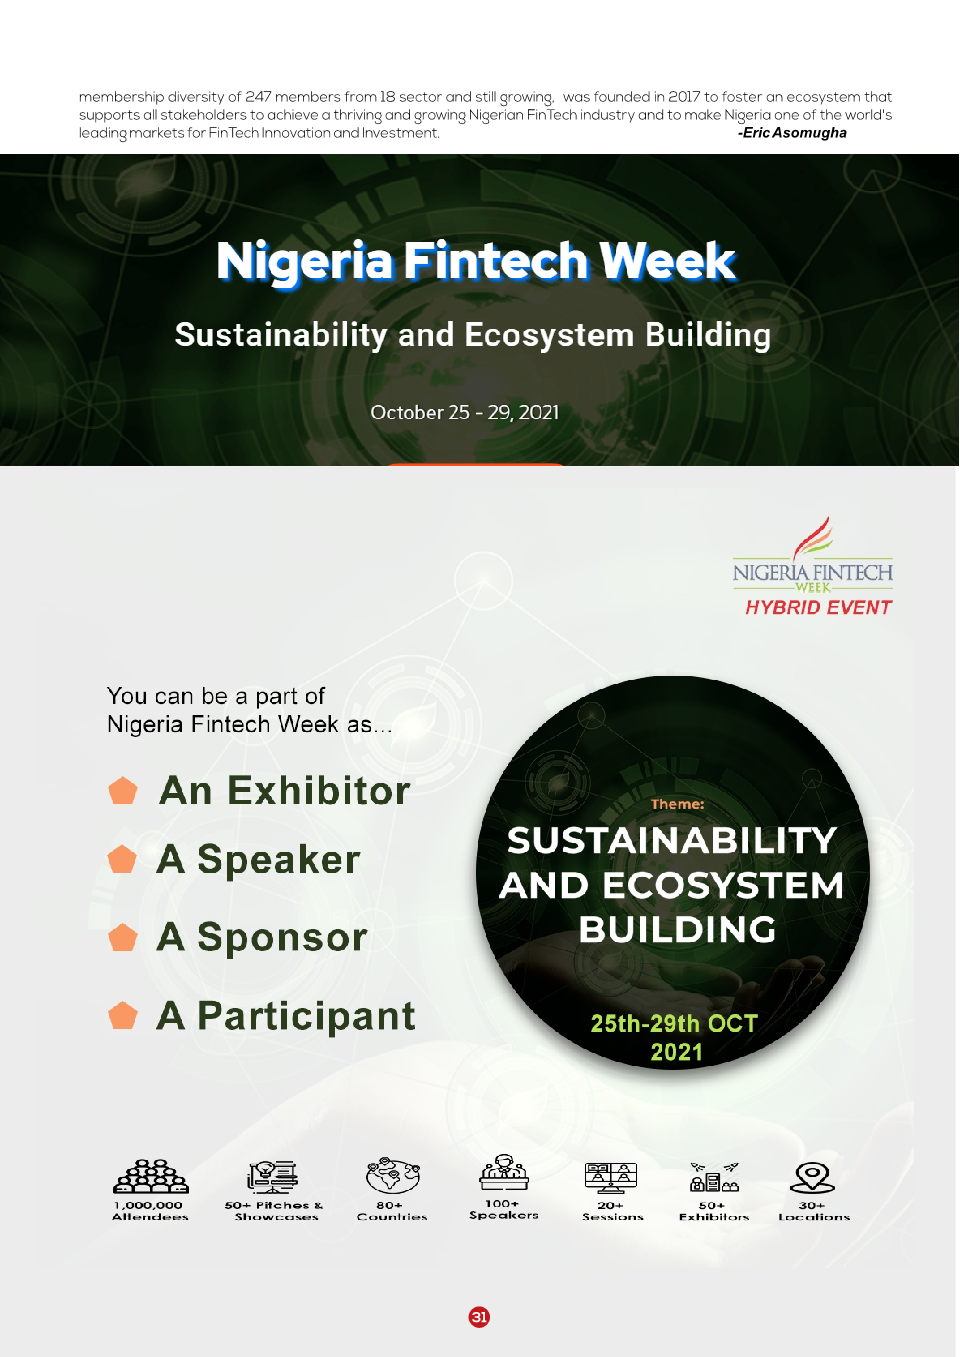 membership diversity of 247 members from 18 sector and still growing, was founded in 2017 to foster an ecosystem that
supports all stakeholders to achieve a thriving and growing Nigerian FinTech industry and to make Nigeria one of the world's
leading markets for FinTech Innovation and Investment. -Eric Asomugha
Nigeria Fintech Week
Sustainability and Ecosystem Building
October 25 - 29, 2021
NIGERIA FINTECH
WEEK
HYBRID EVENT
You can be a part of
Nigeria Fintech Week as...
An Exhibitor
A Speaker
A Sponsor
A Participant
Theme:
SUSTAINABILITY
AND ECOSYSTEM
BUILDING
25th-29th OCT
2021
1,000,000
Attendees
50+ Pitches &
Showcases
80+
Countries
100+
Speakers
20+
Sessions
50+
Exhibitors
30+
Locations
31